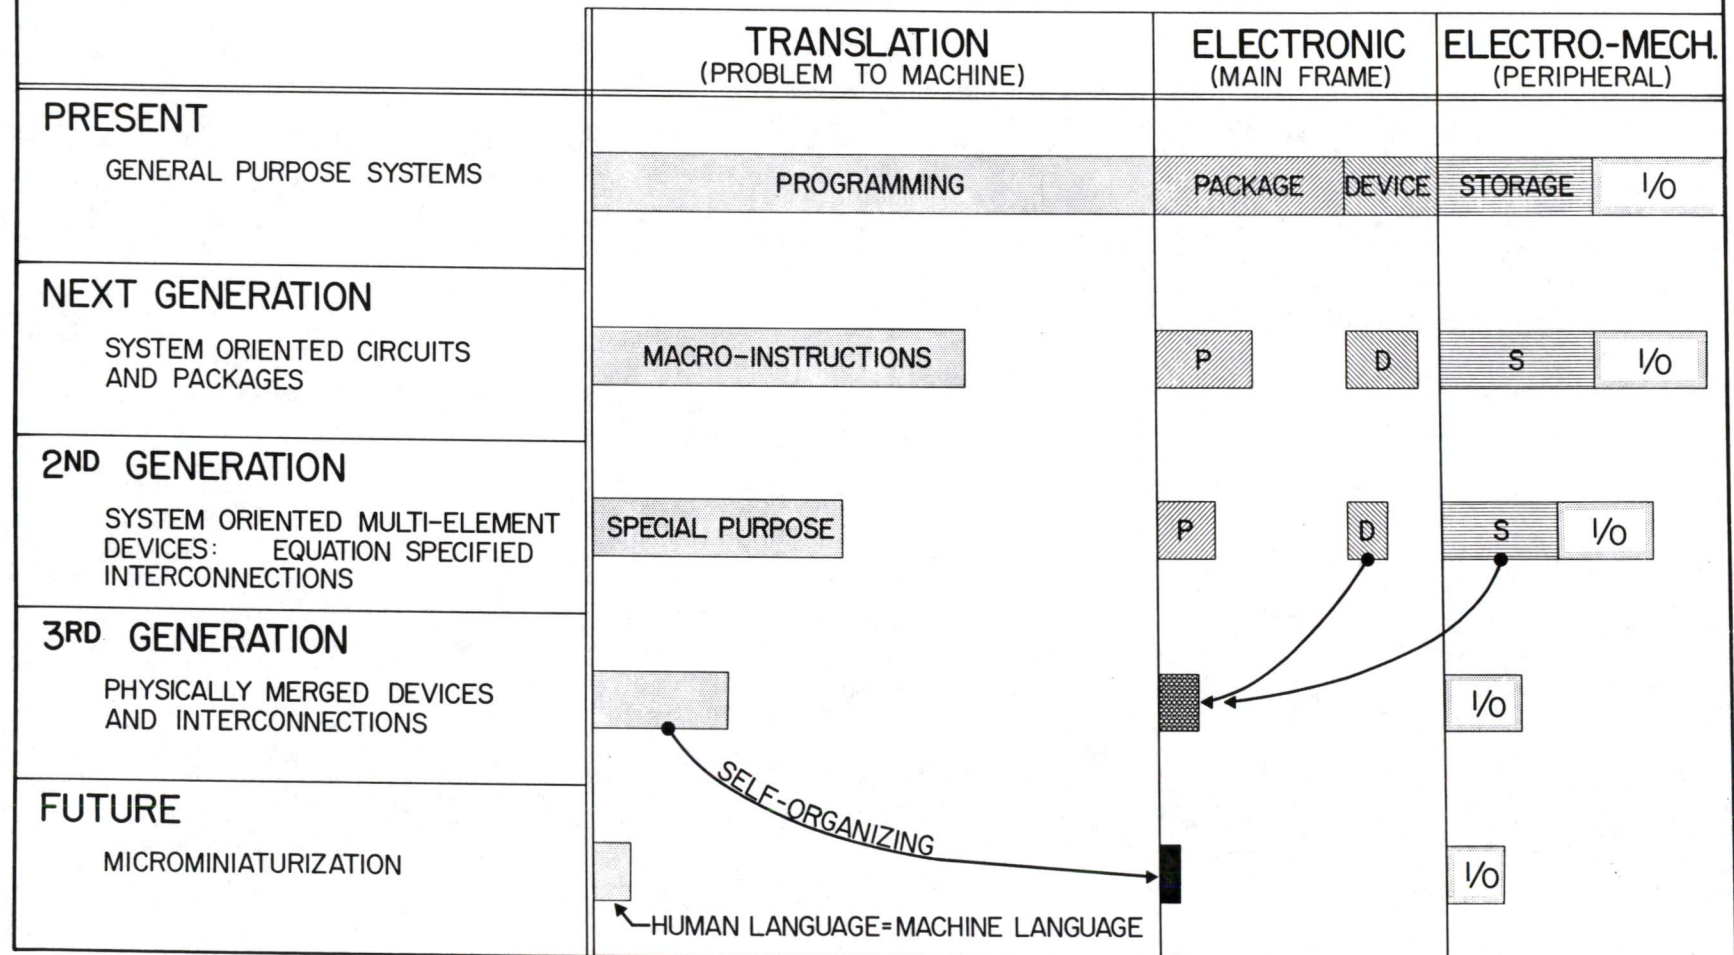 TRANSLATION
(PROBLEM TO MACHINE)
ELECTRONIC
(MAIN FRAME)
ELECTRO.-MECH.
(PERIPHERAL)
PRESENT
GENERAL PURPOSE SYSTEMS
PROGRAMMING
PACKAGE
DEVICE
STORAGE
I/O
NEXT GENERATION
SYSTEM ORIENTED CIRCUITS
AND PACKAGES
MACRO-INSTRUCTIONS
P
D
S
I/O
2ND GENERATION
SYSTEM ORIENTED MULTI-ELEMENT
DEVICES: EQUATION SPECIFIED
INTERCONNECTIONS
SPECIAL PURPOSE
P
D
S
I/O
3RD GENERATION
PHYSICALLY MERGED DEVICES
AND INTERCONNECTIONS
I/O
SELF-ORGANIZING
FUTURE
MICROMINIATURIZATION
I/O
HUMAN LANGUAGE=MACHINE LANGUAGE